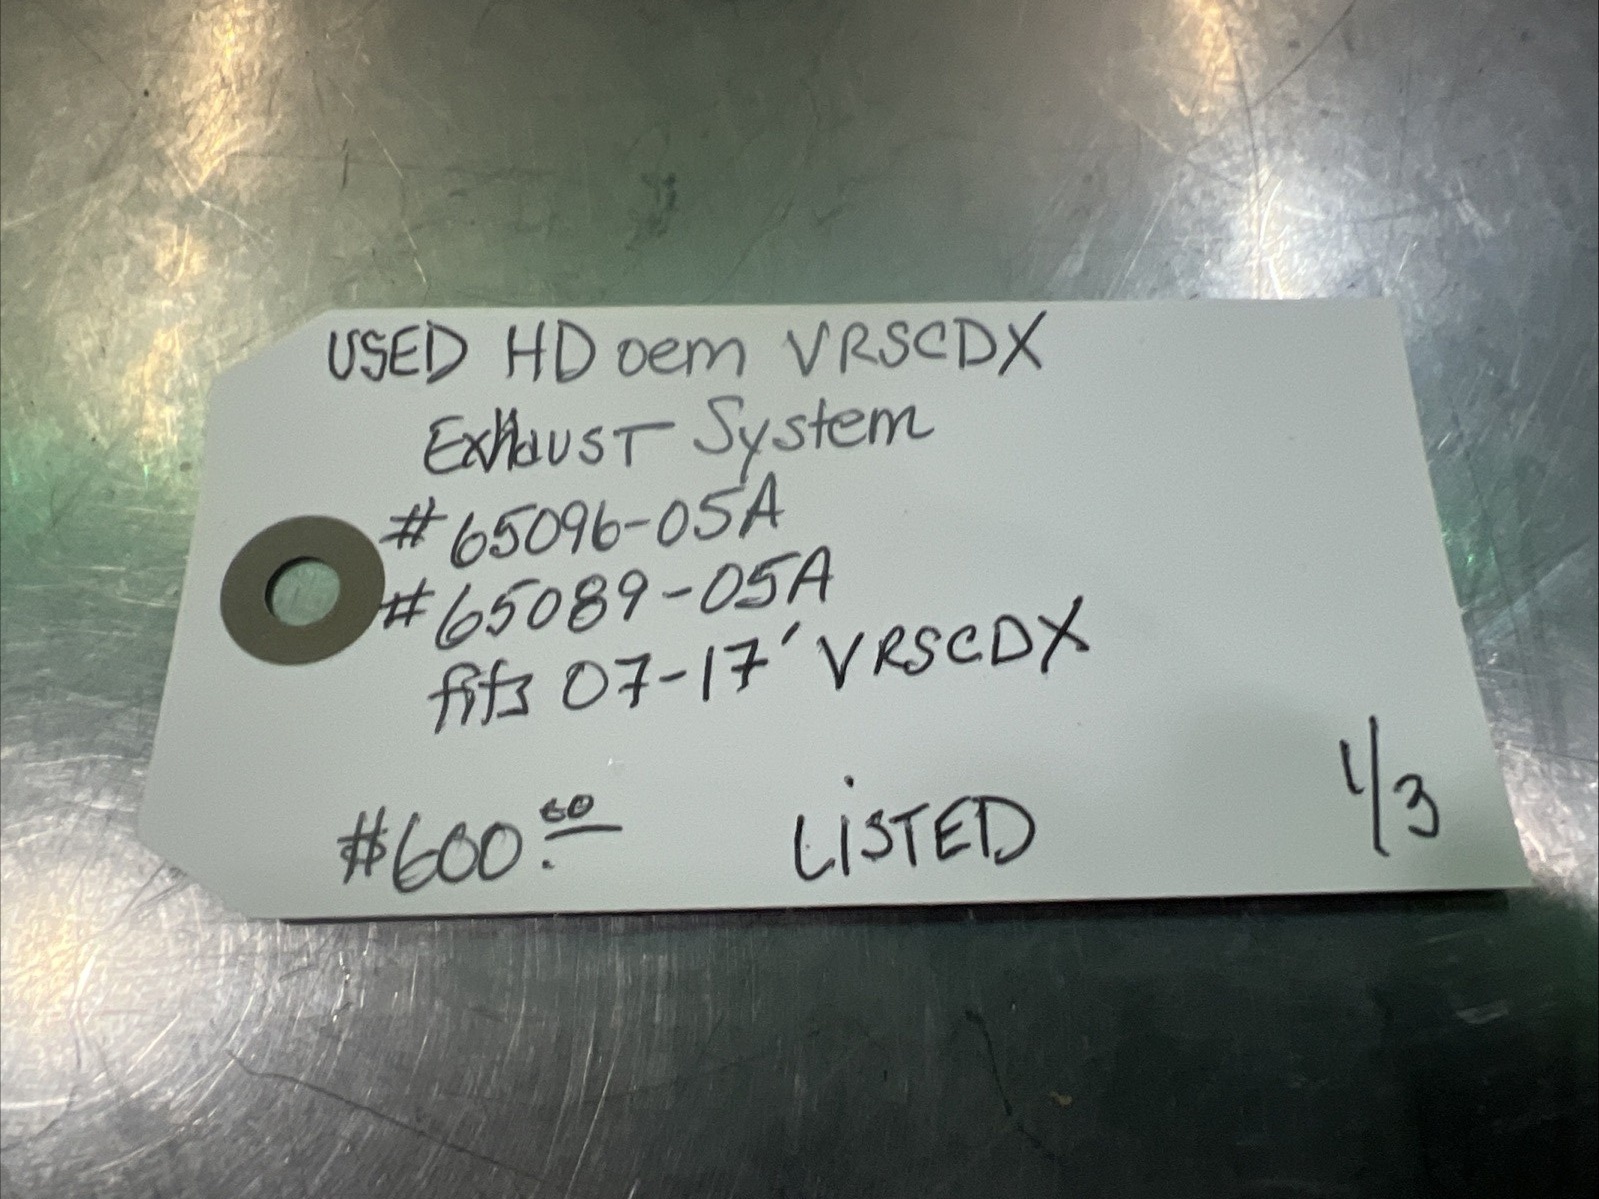 USED HD oem VRSCDX
Exhaust System
#65096-05A
#65089-05A
fits 07-17' VRSCDX
$600.00 LiSTED 1/3